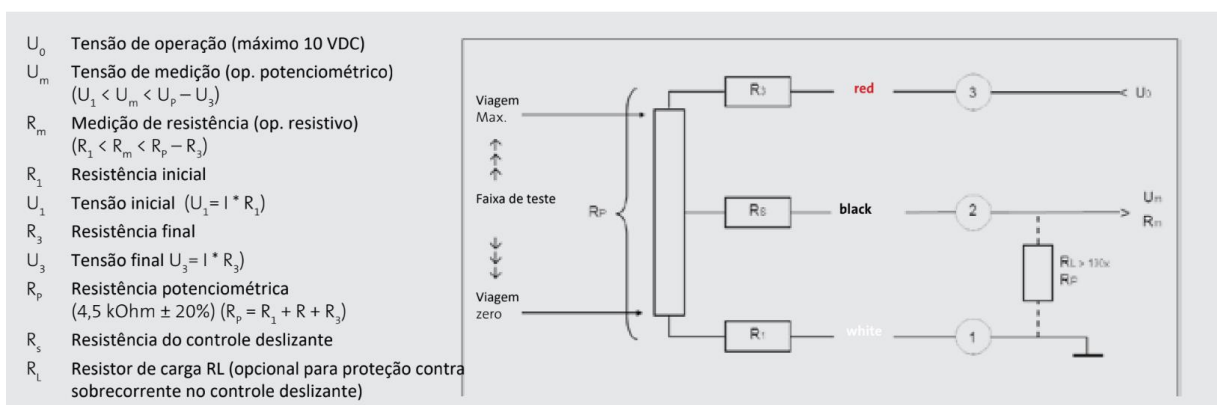 U₀ Tensão de operação (máximo 10 VDC)
Uₘ Tensão de medição (op. potenciométrico)
(U₁ < Uₘ < Uₚ – U₃)
Rₘ Medição de resistência (op. resistivo)
(R₁ < Rₘ < Rₚ – R₃)
R₁ Resistência inicial
U₁ Tensão inicial (U₁= I * R₁)
R₃ Resistência final
U₃ Tensão final U₃= I * R₃)
Rₚ Resistência potenciométrica
(4,5 kOhm ± 20%) (Rₚ = R₁ + R + R₃)
Rₛ Resistência do controle deslizante
R_L Resistor de carga RL (opcional para proteção contra
sobrecorrente no controle deslizante)
Viagem
Max.
Faixa de teste
Viagem
zero
RP
R3 red 3 U0
RS black 2
Um
Rm
RL >
RP
R1 white 1